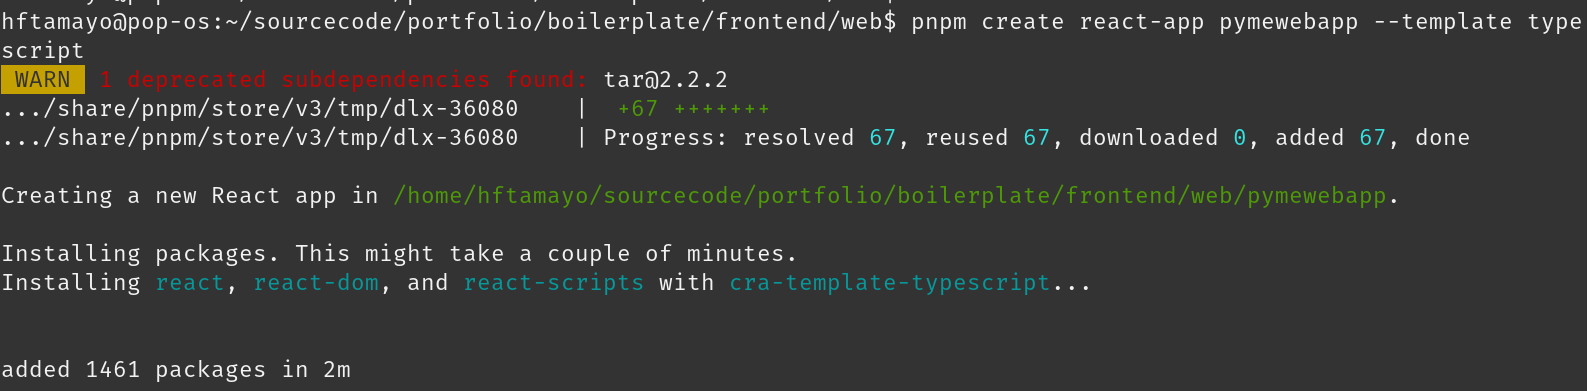 hftamayo@pop-os:~/sourcecode/portfolio/boilerplate/frontend/web$ pnpm create react-app pymewebapp --template type
script
WARN 1 deprecated subdependencies found: tar@2.2.2
.../share/pnpm/store/v3/tmp/dlx-36080 | +67 +++++++
.../share/pnpm/store/v3/tmp/dlx-36080 | Progress: resolved 67, reused 67, downloaded 0, added 67, done
Creating a new React app in /home/hftamayo/sourcecode/portfolio/boilerplate/frontend/web/pymewebapp.
Installing packages. This might take a couple of minutes.
Installing react, react-dom, and react-scripts with cra-template-typescript...
added 1461 packages in 2m